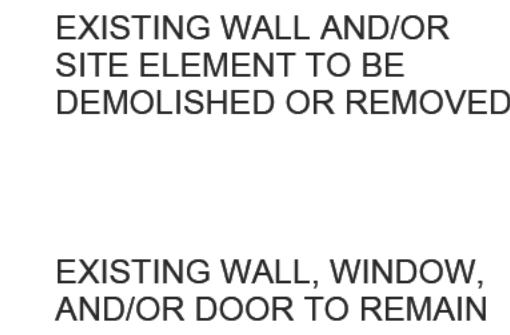 EXISTING WALL AND/OR
SITE ELEMENT TO BE
DEMOLISHED OR REMOVED
EXISTING WALL, WINDOW,
AND/OR DOOR TO REMAIN